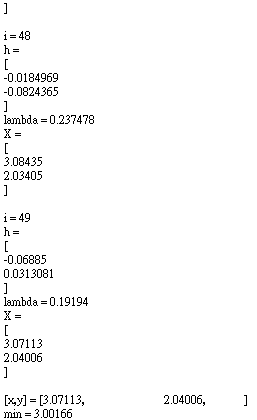 ]
i = 48
h =
[
-0.0184969
-0.0824365
]
lambda = 0.237478
X =
[
3.08435
2.03405
]
i = 49
h =
[
-0.06885
0.0313081
]
lambda = 0.19194
X =
[
3.07113
2.04006
]
[x,y] = [3.07113, 2.04006, ]
min = 3.00166